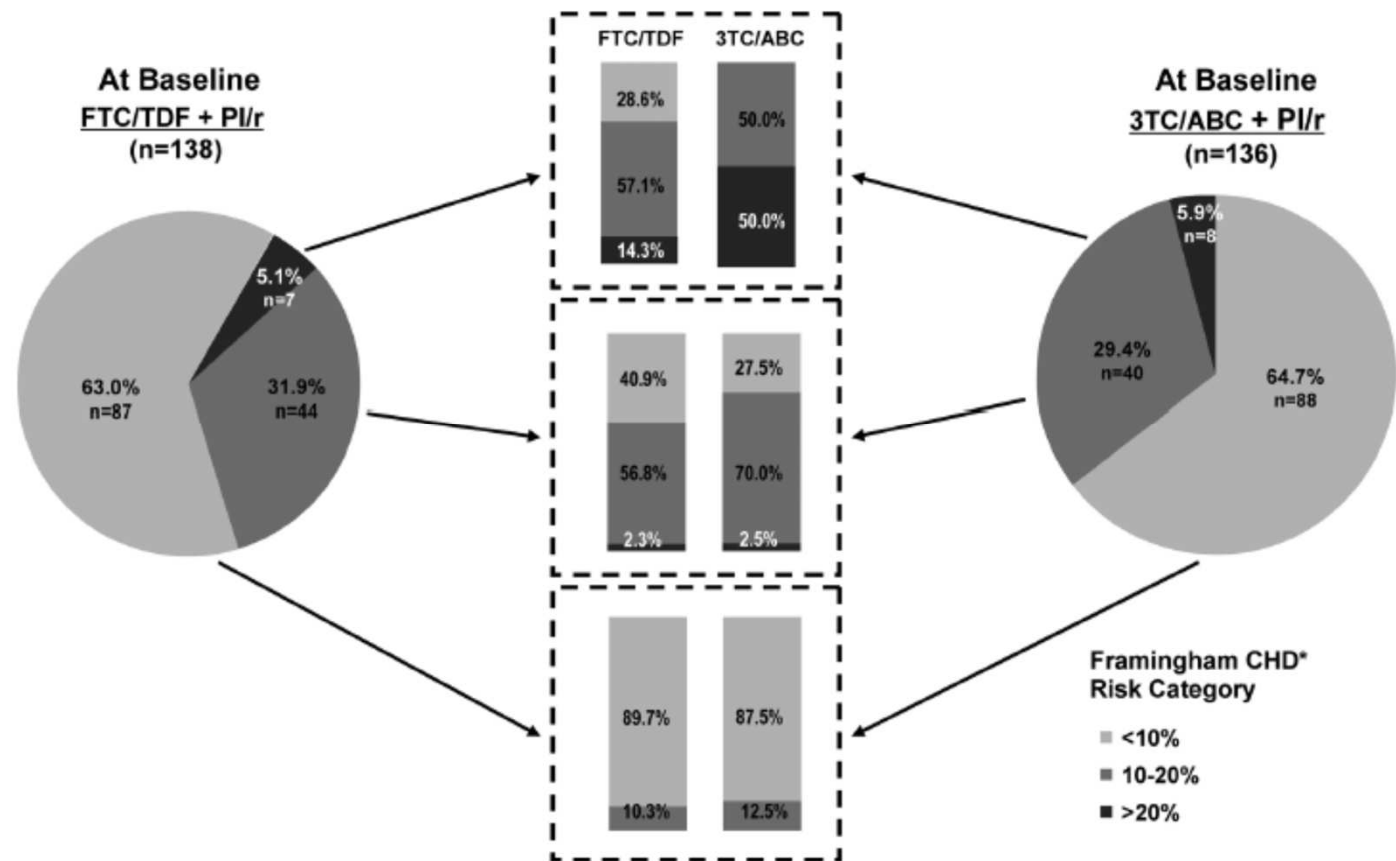 At Baseline
FTC/TDF + PI/r
(n=138)
5.1%
n=7
63.0%
n=87
31.9%
n=44
FTC/TDF 3TC/ABC
28.6%
57.1%
14.3%
50.0%
50.0%
40.9%
56.8%
2.3%
27.5%
70.0%
2.5%
89.7%
10.3%
87.5%
12.5%
At Baseline
3TC/ABC + PI/r
(n=136)
5.9%
n=8
29.4%
n=40
64.7%
n=88
Framingham CHD*
Risk Category
<10%
10-20%
>20%